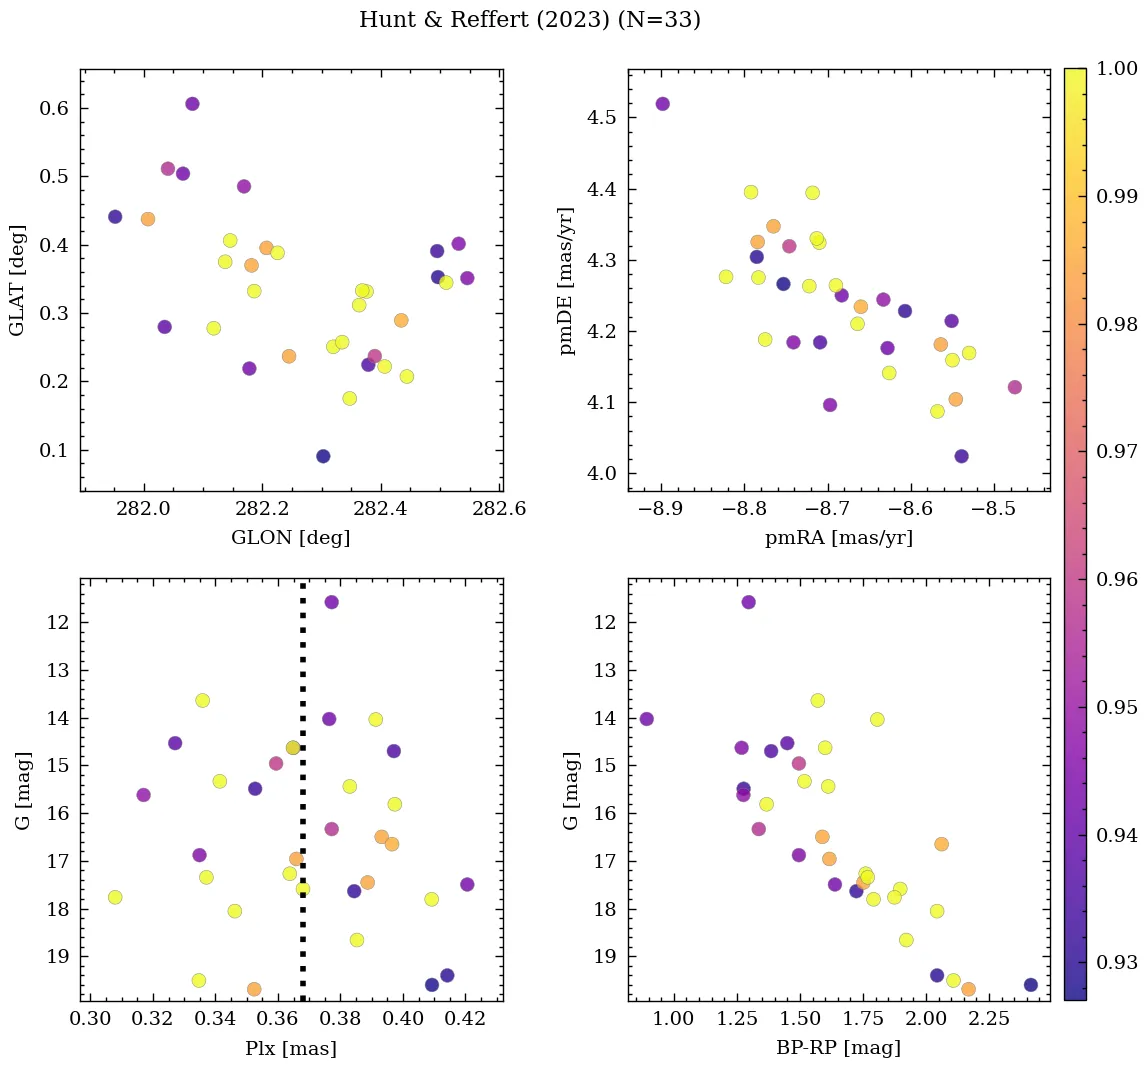 Hunt & Reffert (2023) (N=33)
0.6
0.5
0.4
0.3
0.2
0.1
GLAT [deg]
282.0 282.2 282.4 282.6
GLON [deg]
4.5
4.4
4.3
4.2
4.1
4.0
pmDE [mas/yr]
−8.9 −8.8 −8.7 −8.6 −8.5
pmRA [mas/yr]
12
13
14
15
16
17
18
19
G [mag]
0.30 0.32 0.34 0.36 0.38 0.40 0.42
Plx [mas]
12
13
14
15
16
17
18
19
G [mag]
1.00 1.25 1.50 1.75 2.00 2.25
BP-RP [mag]
1.00
0.99
0.98
0.97
0.96
0.95
0.94
0.93